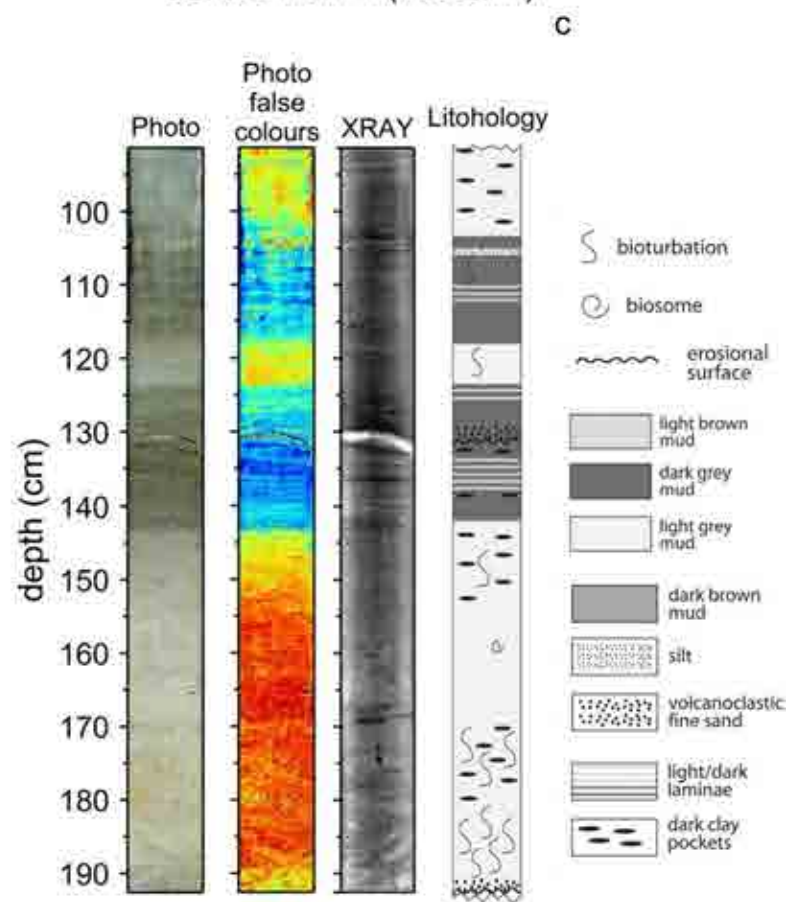 C
Photo
Photo
false
colours
XRAY
Litohology
depth (cm)
100
110
120
130
140
150
160
170
180
190
bioturbation
biosome
erosional
surface
light brown
mud
dark grey
mud
light grey
mud
dark brown
mud
silt
volcanoclastic
fine sand
light/dark
laminae
dark clay
pockets